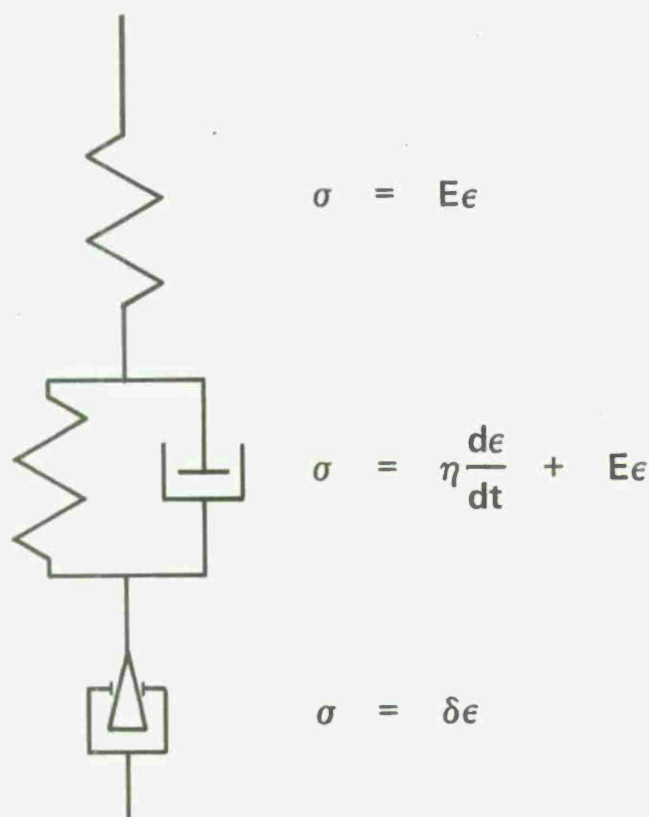 σ = Eϵ
σ = η dϵ/dt + Eϵ
σ = δϵ